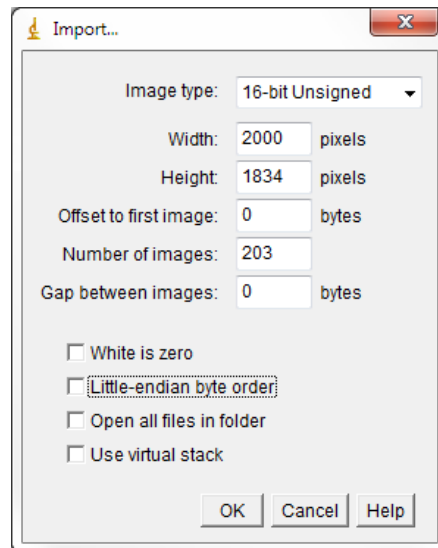 Import...
Image type: 16-bit Unsigned
Width: 2000 pixels
Height: 1834 pixels
Offset to first image: 0 bytes
Number of images: 203
Gap between images: 0 bytes
White is zero
Little-endian byte order
Open all files in folder
Use virtual stack
OK Cancel Help